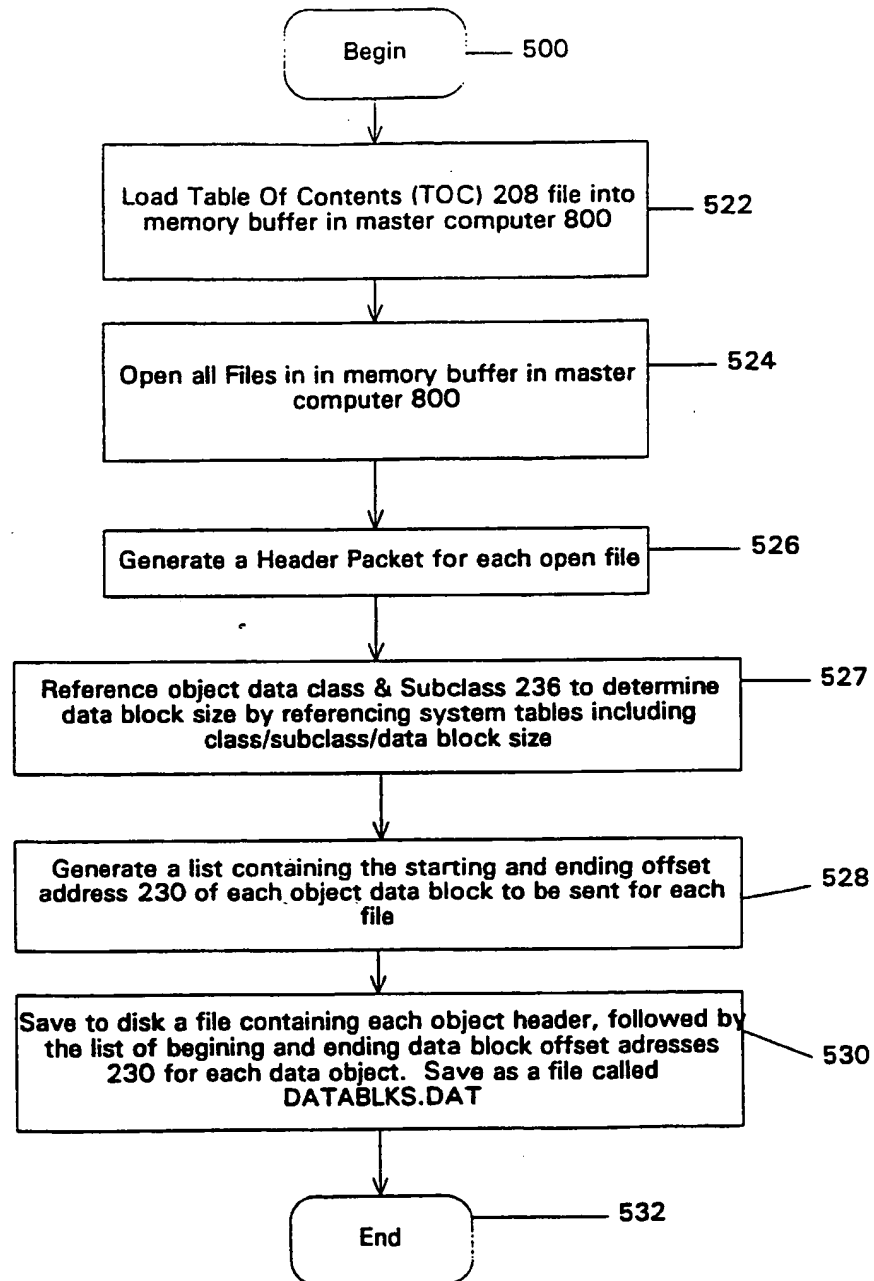 Begin
500
Load Table Of Contents (TOC) 208 file into
memory buffer in master computer 800
522
Open all Files in in memory buffer in master
computer 800
524
Generate a Header Packet for each open file
526
Reference object data class & Subclass 236 to determine
data block size by referencing system tables including
class/subclass/data block size
527
Generate a list containing the starting and ending offset
address 230 of each object data block to be sent for each
file
528
Save to disk a file containing each object header, followed by
the list of begining and ending data block offset adresses
230 for each data object. Save as a file called
DATABLKS.DAT
530
End
532